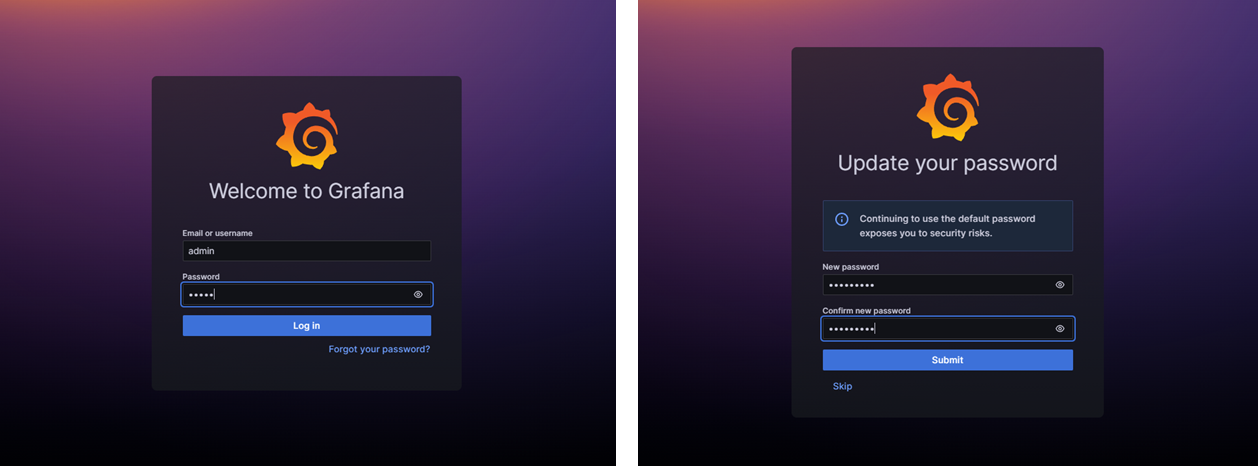 Welcome to Grafana
Email or username
admin
Password
•••••
Log in
Forgot your password?
Update your password
Continuing to use the default password
exposes you to security risks.
New password
•••••••••
Confirm new password
•••••••••
Submit
Skip